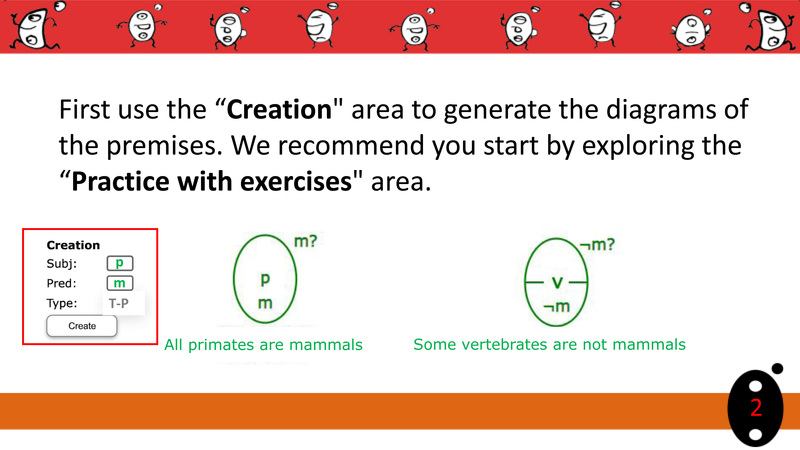 First use the “Creation" area to generate the diagrams of
the premises. We recommend you start by exploring the
“Practice with exercises" area.
Creation
Subj: p
Pred: m
Type: T-P
Create
m?
p
m
All primates are mammals
¬m?
v
¬m
Some vertebrates are not mammals
2